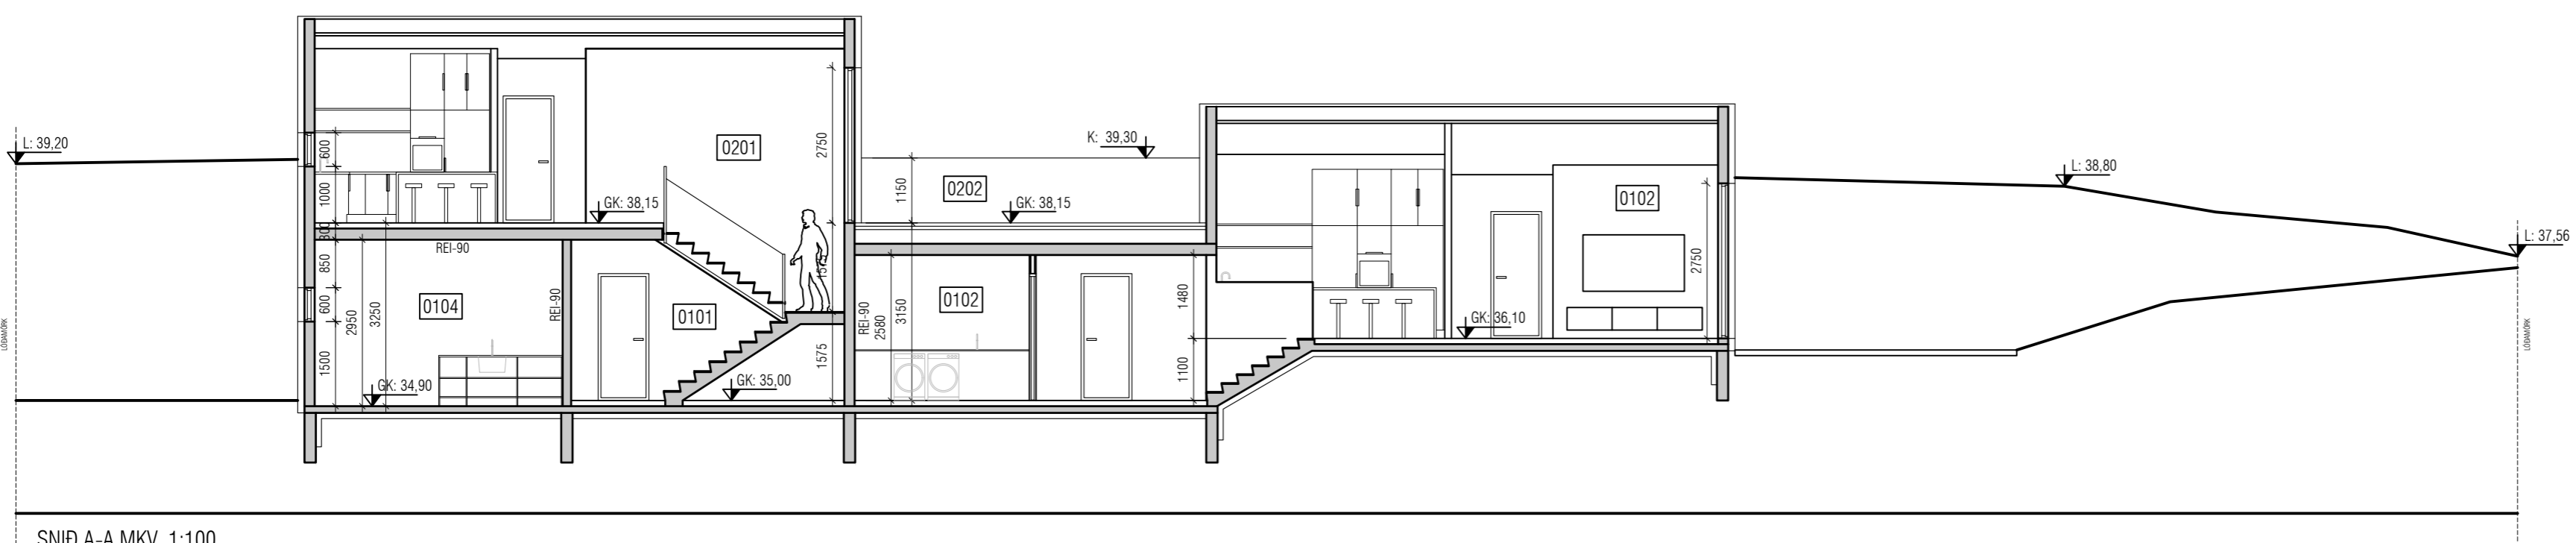 L: 39,20
600
1000
300
850
600
1500
2950
3250
REI-90
0104
GK: 34,90
REI-90
GK: 38,15
0201
2750
1575
0101
GK: 35,00
1575
REI-90
2580
3150
1150
0202
K: 39,30
GK: 38,15
0102
1480
1100
GK: 36,10
0102
2750
L: 38,80
L: 37,56
LÓÐAMÖRK
LÓÐAMÖRK
SNIÐ A-A MKV. 1:100